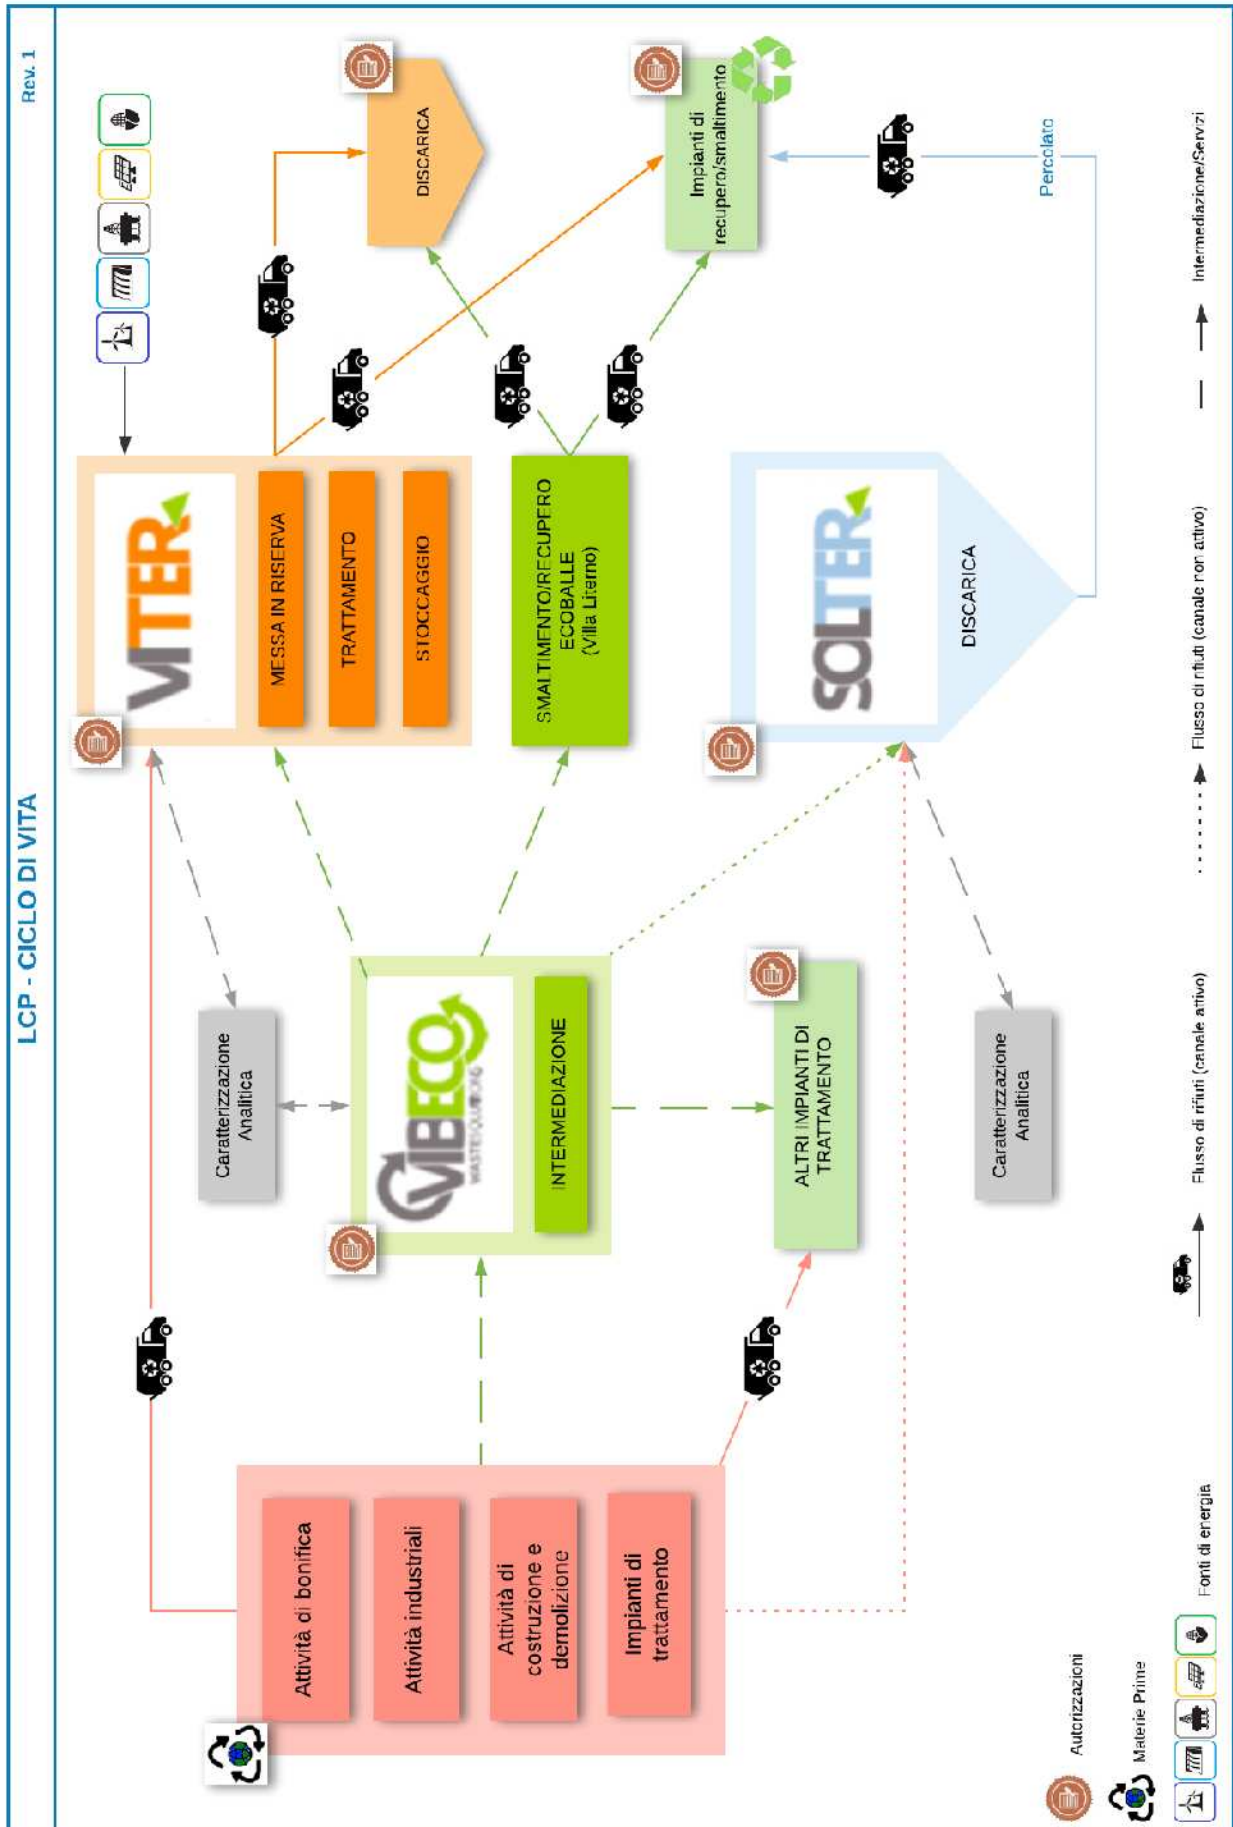 LCP - CICLO DI VITA
Rev. 1
Attività di bonifica
Attività industriali
Attività di
costruzione e
demolizione
Impianti di
trattamento
Caratterizzazione
Analitica
VIBECO
WASTE SOLUTIONS
INTERMEDIAZIONE
ALTRI IMPIANTI DI
TRATTAMENTO
Caratterizzazione
Analitica
VITER
MESSA IN RISERVA
TRATTAMENTO
STOCCAGGIO
SMALTIMENTO/RECUPERO
ECOBALLE
(Villa Literno)
SOLTER
DISCARICA
DISCARICA
Impianti di
recupero/smaltimento
Percolato
Autorizzazioni
Materie Prime
Fonti di energia
Flusso di rifiuti (canale attivo)
Flusso di rifiuti (canale non attivo)
Intermediazione/Servizi